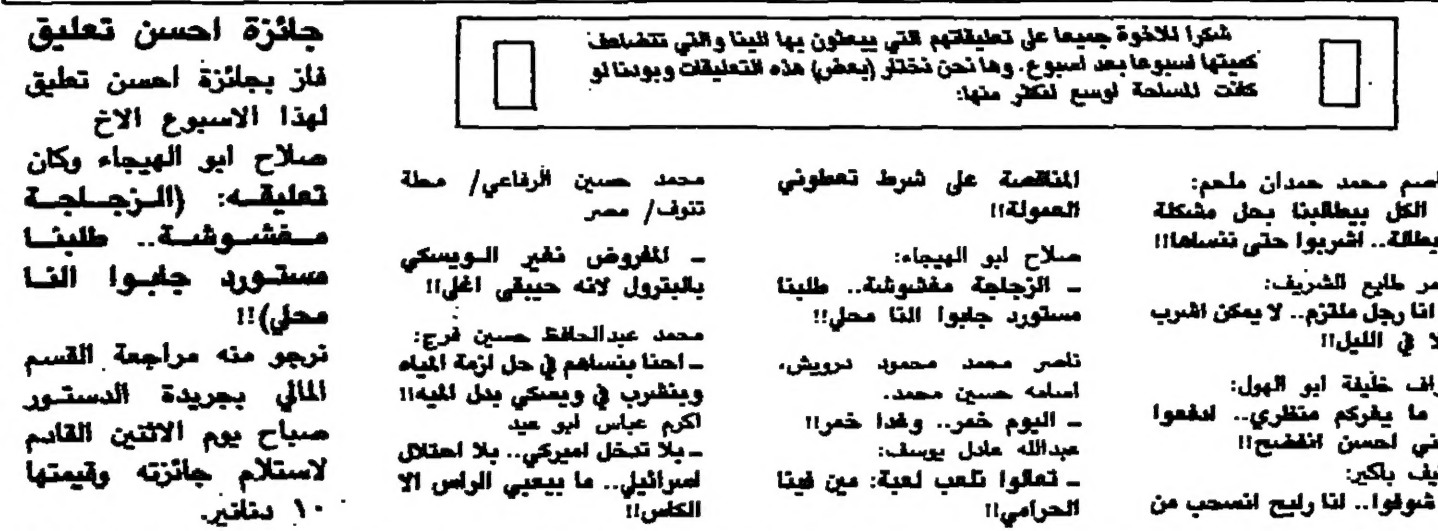 شكرا للاخوة جميعا على تعليقاتهم التي يبعثون بها الينا والتي تتضاعف
كميتها اسبوعا بعد اسبوع. وها نحن نختار (بعض) هذه التعليقات وبودنا لو
كانت المساحة اوسع لنكثر منها:
محمد حمدان ملحم:
الكل بيطالبنا بحل مشكلة
اشربوا حتى ننساها!!
طايع الشريف:
انا رجل ملتزم.. لا يمكن اشرب
في الليل!!
خليفة ابو الهول:
ما يغركم منظري.. ادفعوا
احسن انفضح!!
باكير:
شوفوا.. انا رايح انسحب من
المناقصة على شرط تعطوني
العمولة!!
صلاح ابو الهيجاء:
ـ الزجاجة مغشوشة.. طلبنا
مستورد جابوا النا محلي!!
ناصر محمد محمود درويش،
اسامه حسين محمد.
ـ اليوم خمر.. وغدا خمر!!
عبدالله عادل يوسف:
ـ تعالوا نلعب لعبة: مين فينا
الحرامي!!
محمد حسين الرفاعي/ محطة
تتوف/ مصر
ـ المفروض نغير الويسكي
بالبترول لانه حيبقى اغلى!!
محمد عبدالحافظ حسين فرج:
ـ احنا بنساهم في حل ازمة المياه
وبنشرب في ويسكي بدل الميه!!
اكرم عباس ابو عيد
ـ بلا تدخل اميركي.. بلا احتلال
اسرائيلي.. ما بيعبي الراس الا
الكاس!!
جائزة احسن تعليق
فاز بجائزة احسن تعليق
لهذا الاسبوع الاخ
صلاح ابو الهيجاء وكان
تعليقه: (الزجاجة
مغشوشة.. طلبنا
مستورد جابوا النا
محلي)!!
نرجو منه مراجعة القسم
المالي بجريدة الدستور
صباح يوم الاثنين القادم
لاستلام جائزته وقيمتها
١٠ دنانير.